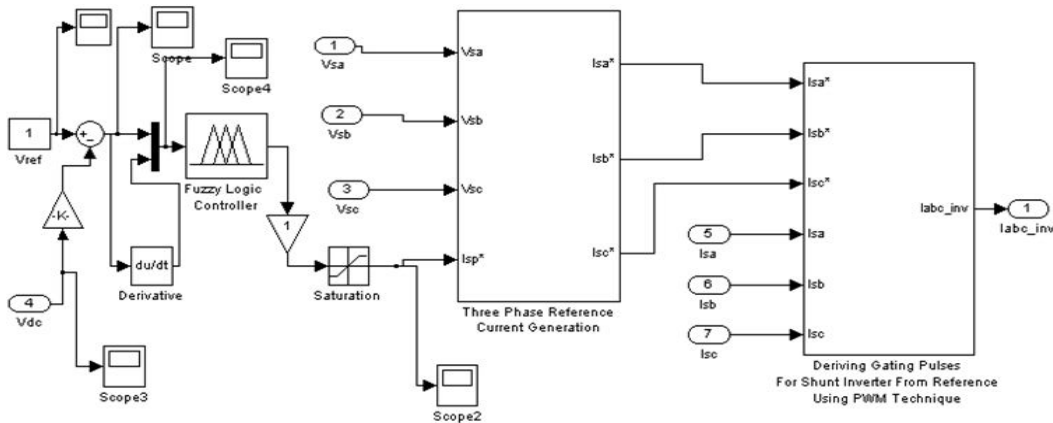 Scope
Scope4
1
Vref
+
-
-K-
4
Vdc
du/dt
Derivative
Scope3
Fuzzy Logic
Controller
1
Saturation
Scope2
1
Vsa
2
Vsb
3
Vsc
Vsa
Vsb
Vsc
Isp*
Isa*
Isb*
Isc*
Three Phase Reference
Current Generation
5
Isa
6
Isb
7
Isc
Isa*
Isb*
Isc*
Isa
Isb
Isc
Iabc_inv
Deriving Gating Pulses
For Shunt Inverter From Reference
Using PWM Technique
1
Iabc_inv